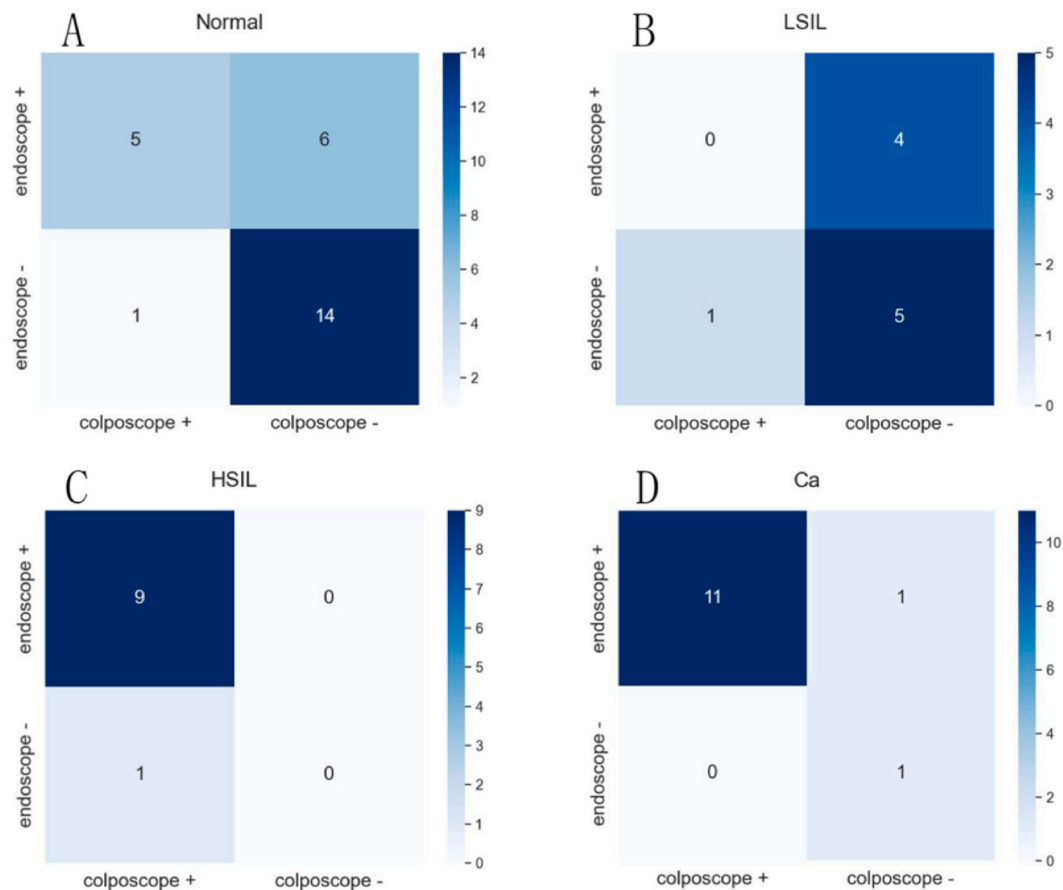 A Normal
endoscope +
5 6
endoscope -
1 14
colposcope + colposcope -
14
12
10
8
6
4
2
B LSIL
endoscope +
0 4
endoscope -
1 5
colposcope + colposcope -
5
4
3
2
1
0
C HSIL
endoscope +
9 0
endoscope -
1 0
colposcope + colposcope -
9
8
7
6
5
4
3
2
1
0
D Ca
endoscope +
11 1
endoscope -
0 1
colposcope + colposcope -
10
8
6
4
2
0